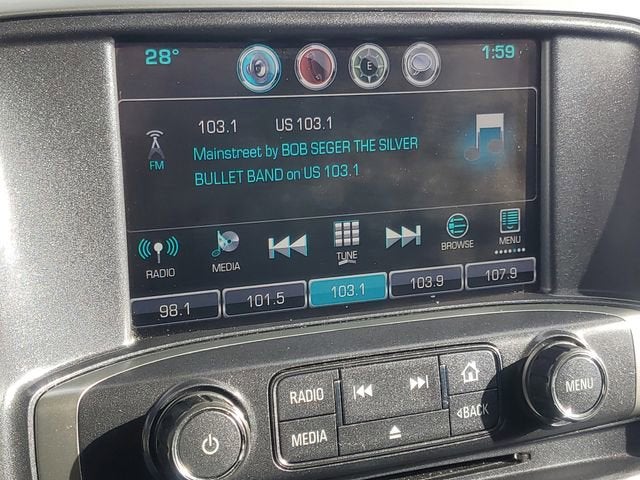 28° E 1:59
103.1 US 103.1
Mainstreet by BOB SEGER THE SILVER
BULLET BAND on US 103.1
FM
RADIO MEDIA TUNE BROWSE MENU
98.1 101.5 103.1 103.9 107.9
RADIO
MEDIA
BACK
MENU